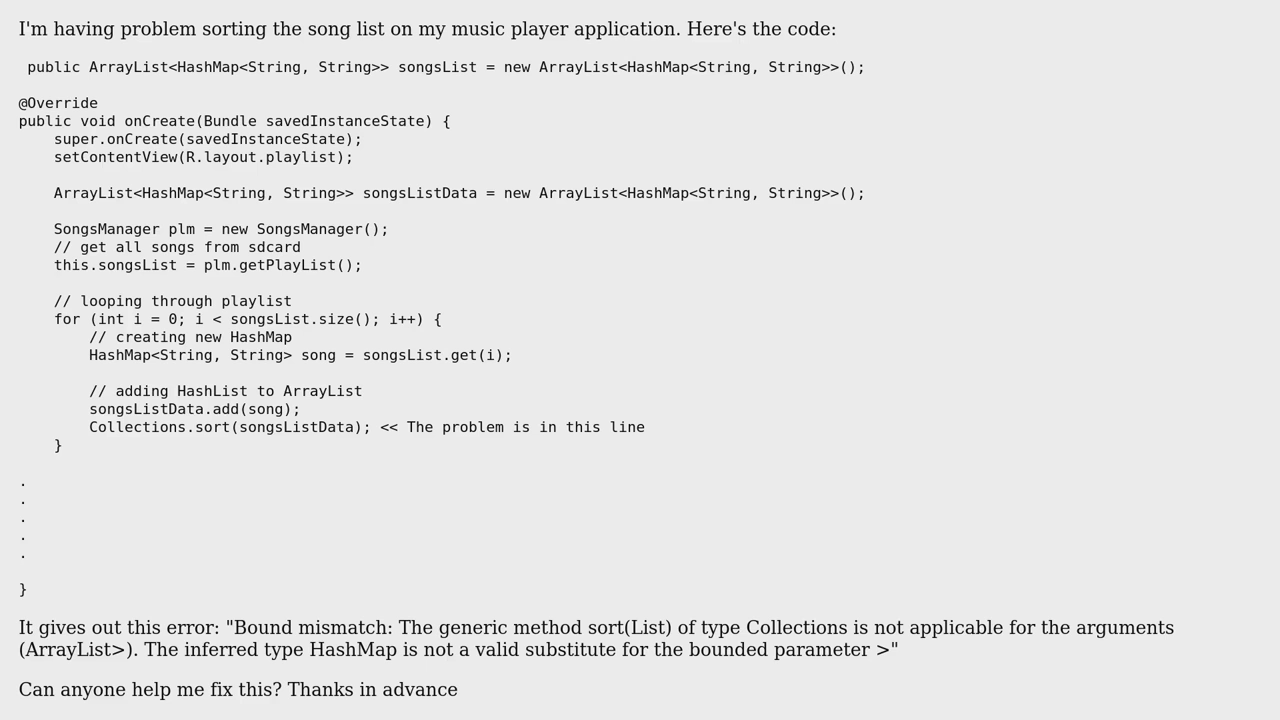 I'm having problem sorting the song list on my music player application. Here's the code:
public ArrayList<HashMap<String, String>> songsList = new ArrayList<HashMap<String, String>>();
@Override
public void onCreate(Bundle savedInstanceState) {
    super.onCreate(savedInstanceState);
    setContentView(R.layout.playlist);
    ArrayList<HashMap<String, String>> songsListData = new ArrayList<HashMap<String, String>>();
    SongsManager plm = new SongsManager();
    // get all songs from sdcard
    this.songsList = plm.getPlayList();
    // looping through playlist
    for (int i = 0; i < songsList.size(); i++) {
        // creating new HashMap
        HashMap<String, String> song = songsList.get(i);
        // adding HashList to ArrayList
        songsListData.add(song);
        Collections.sort(songsListData); << The problem is in this line
    }
.
.
.
.
.
}
It gives out this error: "Bound mismatch: The generic method sort(List) of type Collections is not applicable for the arguments
(ArrayList>). The inferred type HashMap is not a valid substitute for the bounded parameter >"
Can anyone help me fix this? Thanks in advance